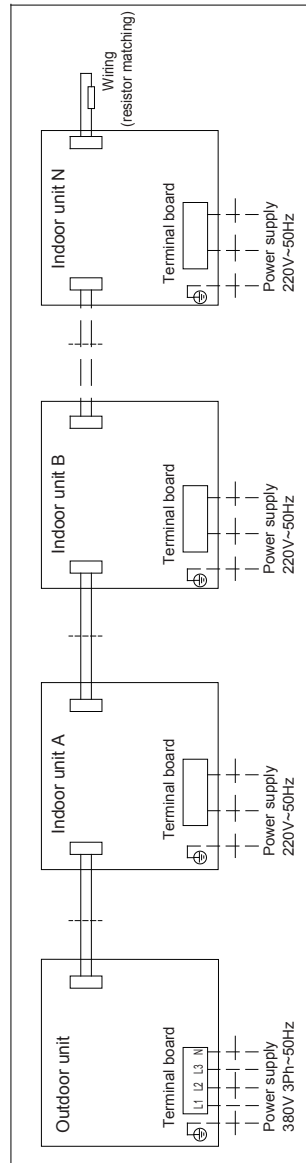 Outdoor unit
Terminal board
L1 L2 L3 N
Power supply
380V 3Ph~50Hz
Indoor unit A
Terminal board
Power supply
220V~50Hz
Indoor unit B
Terminal board
Power supply
220V~50Hz
Indoor unit N
Terminal board
Power supply
220V~50Hz
Wiring
(resistor matching)